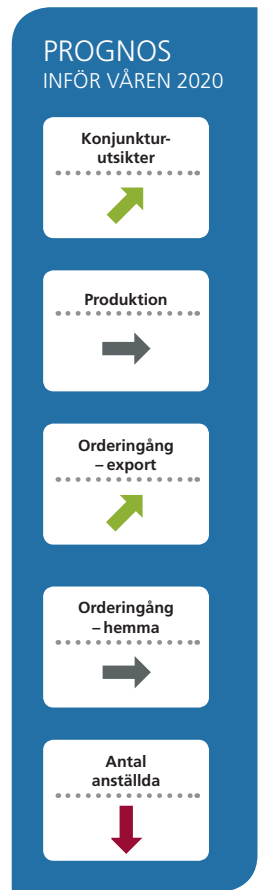 PROGNOS
INFÖR VÅREN 2020
Konjunktur-
utsikter
Produktion
Orderingång
– export
Orderingång
– hemma
Antal
anställda